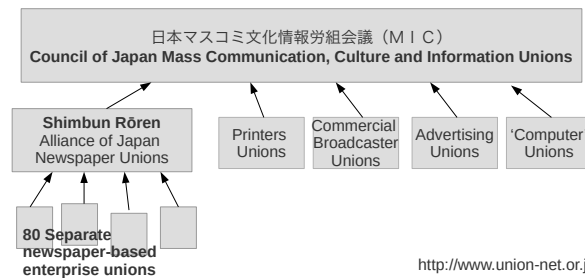 日本マスコミ文化情報労組会議（ＭＩＣ）
Council of Japan Mass Communication, Culture and Information Unions
Shimbun Rōren
Alliance of Japan
Newspaper Unions
Printers
Unions
Commercial
Broadcaster
Unions
Advertising
Unions
‘Computer
Unions
80 Separate
newspaper-based
enterprise unions
http://www.union-net.or.j